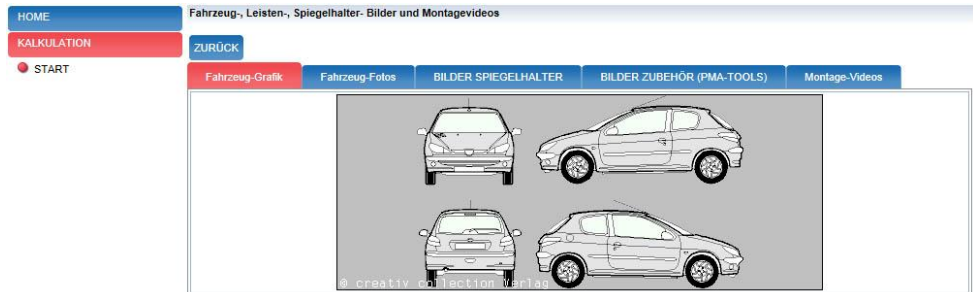 HOME
KALKULATION
START
Fahrzeug-, Leisten-, Spiegelhalter- Bilder und Montagevideos
ZURÜCK
Fahrzeug-Grafik Fahrzeug-Fotos BILDER SPIEGELHALTER BILDER ZUBEHÖR (PMA-TOOLS) Montage-Videos
© creativ collection Verlag